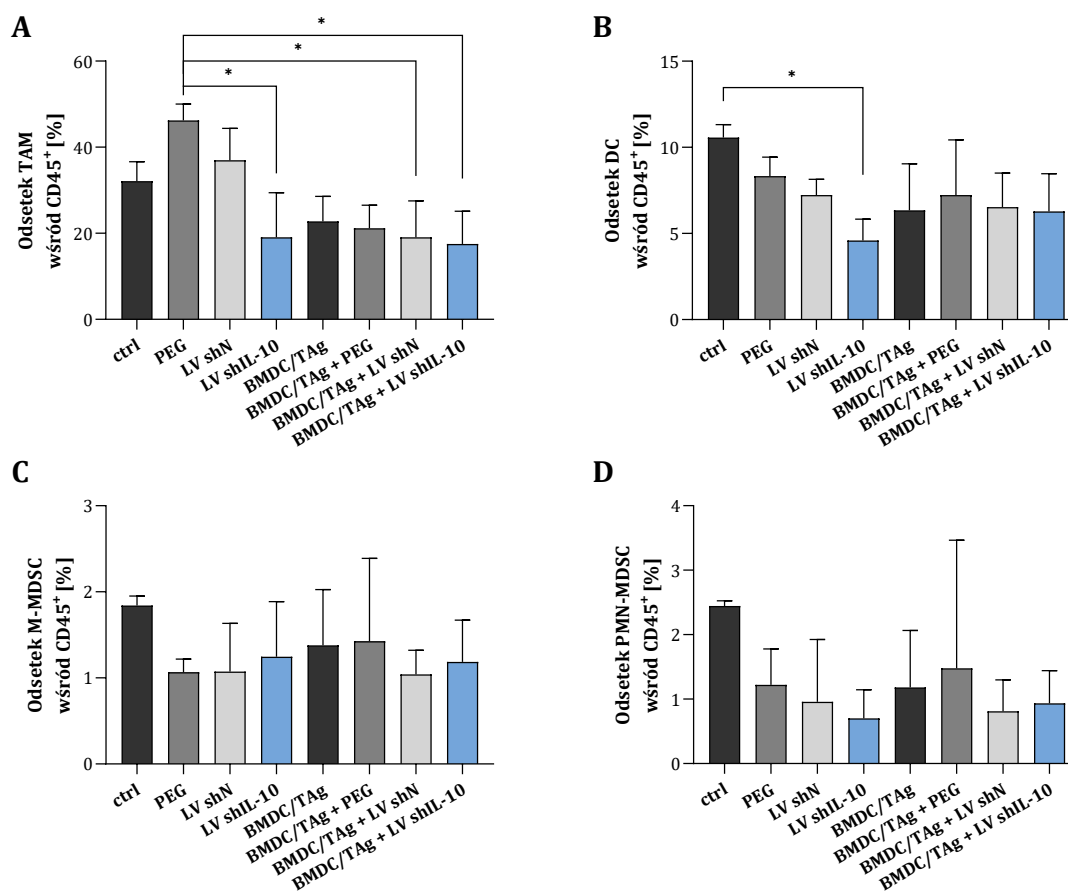 A
*
*
*
60
40
20
0
Odsetek TAM
wśród CD45⁺ [%]
ctrl
PEG
LV shN
LV shIL-10
BMDC/TAg
BMDC/TAg + PEG
BMDC/TAg + LV shN
BMDC/TAg + LV shIL-10
B
*
15
10
5
0
Odsetek DC
wśród CD45⁺ [%]
ctrl
PEG
LV shN
LV shIL-10
BMDC/TAg
BMDC/TAg + PEG
BMDC/TAg + LV shN
BMDC/TAg + LV shIL-10
C
3
2
1
0
Odsetek M-MDSC
wśród CD45⁺ [%]
ctrl
PEG
LV shN
LV shIL-10
BMDC/TAg
BMDC/TAg + PEG
BMDC/TAg + LV shN
BMDC/TAg + LV shIL-10
D
4
3
2
1
0
Odsetek PMN-MDSC
wśród CD45⁺ [%]
ctrl
PEG
LV shN
LV shIL-10
BMDC/TAg
BMDC/TAg + PEG
BMDC/TAg + LV shN
BMDC/TAg + LV shIL-10